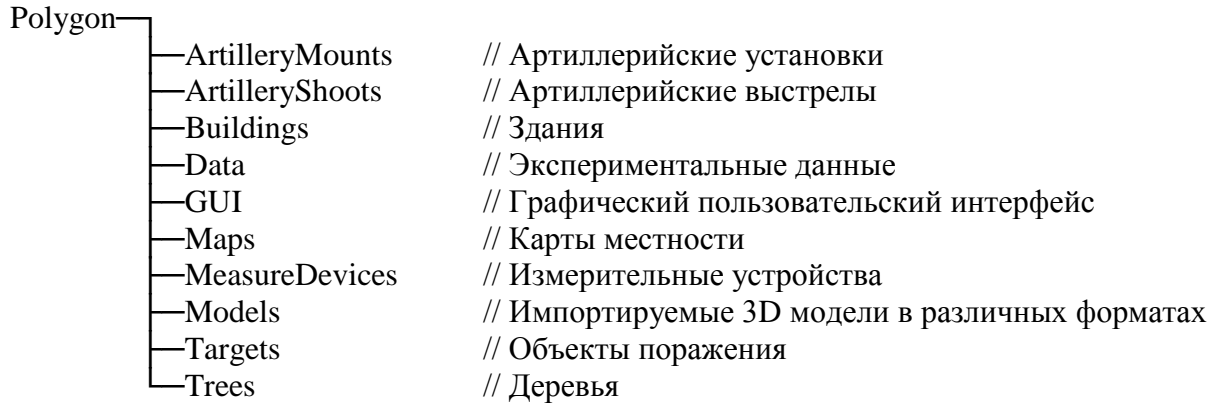 Polygon
ArtilleryMounts // Артиллерийские установки
ArtilleryShoots // Артиллерийские выстрелы
Buildings // Здания
Data // Экспериментальные данные
GUI // Графический пользовательский интерфейс
Maps // Карты местности
MeasureDevices // Измерительные устройства
Models // Импортируемые 3D модели в различных форматах
Targets // Объекты поражения
Trees // Деревья